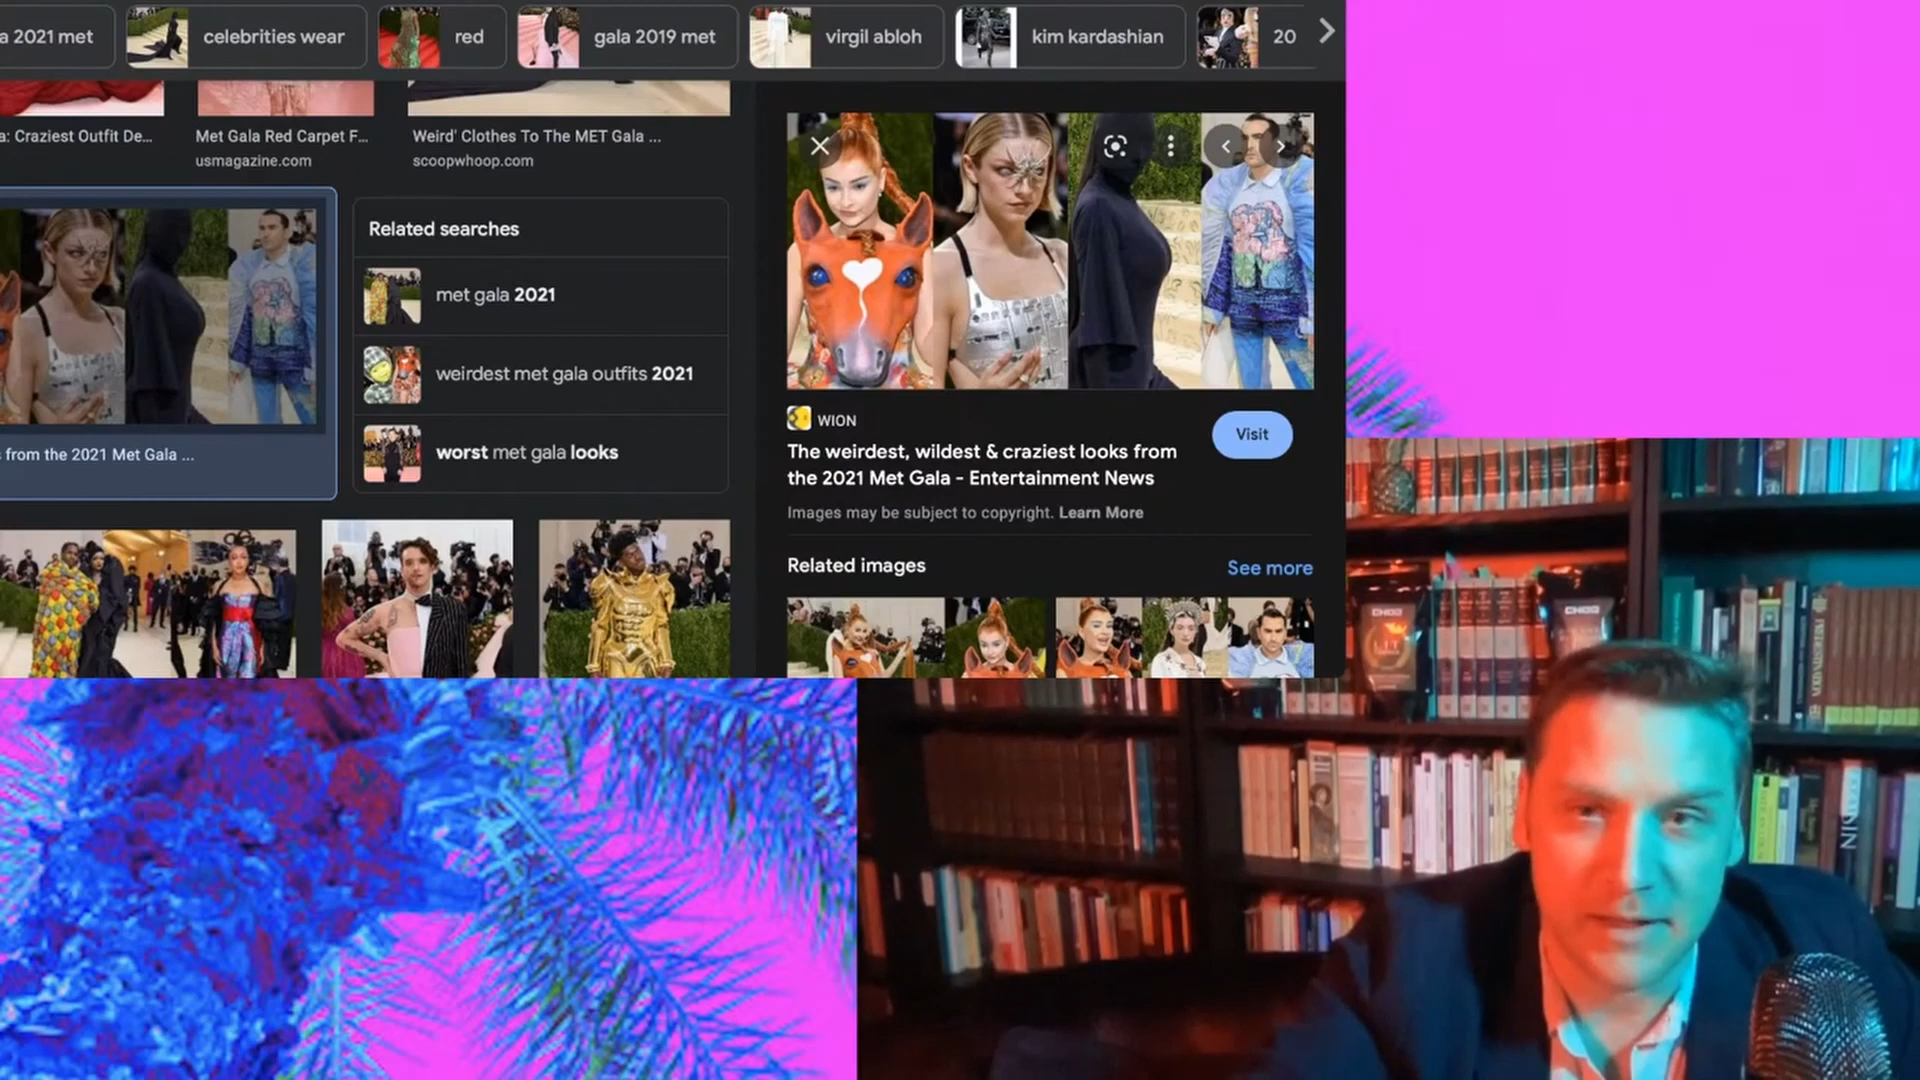 a 2021 met
celebrities wear
red
gala 2019 met
virgil abloh
kim kardashian
20
a: Craziest Outfit De...
Met Gala Red Carpet F...
usmagazine.com
Weird' Clothes To The MET Gala ...
scoopwhoop.com
Related searches
met gala 2021
weirdest met gala outfits 2021
worst met gala looks
from the 2021 Met Gala ...
WION
Visit
The weirdest, wildest & craziest looks from
the 2021 Met Gala - Entertainment News
Images may be subject to copyright. Learn More
Related images
See more
CHOQ
CHOQ